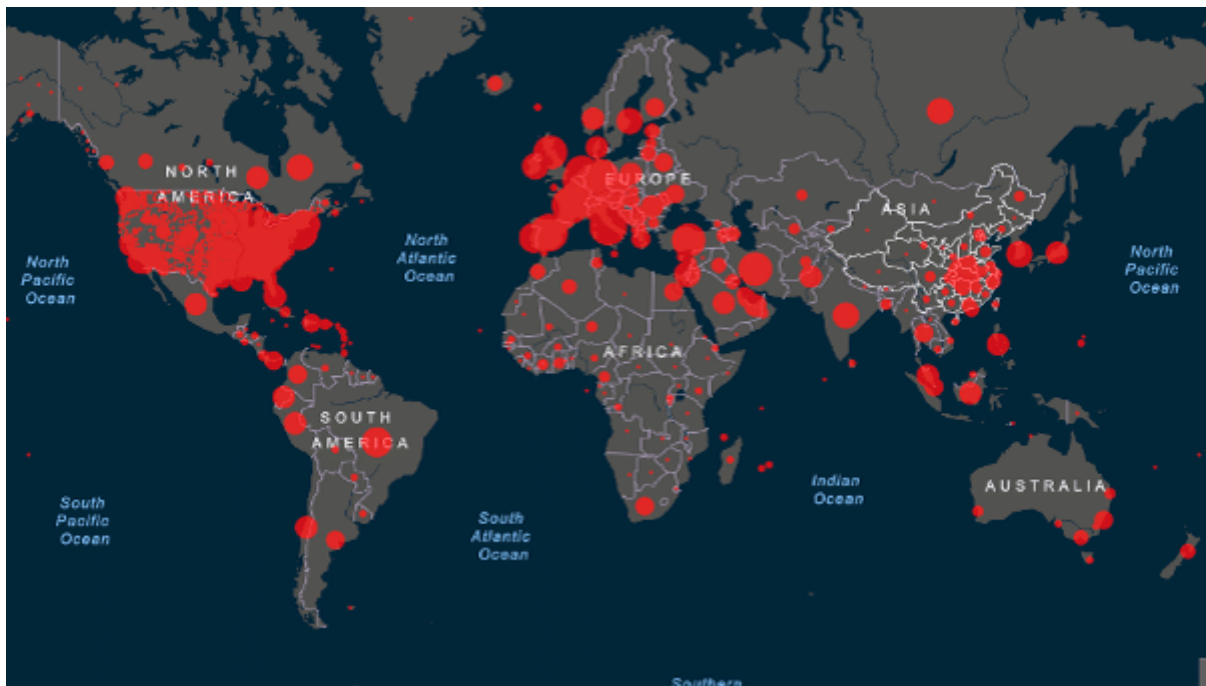 NORTH
AMERICA
EUROPE
ASIA
North
Pacific
Ocean
North
Atlantic
Ocean
North
Pacific
Ocean
AFRICA
SOUTH
AMERICA
South
Pacific
Ocean
South
Atlantic
Ocean
Indian
Ocean
AUSTRALIA
Southern